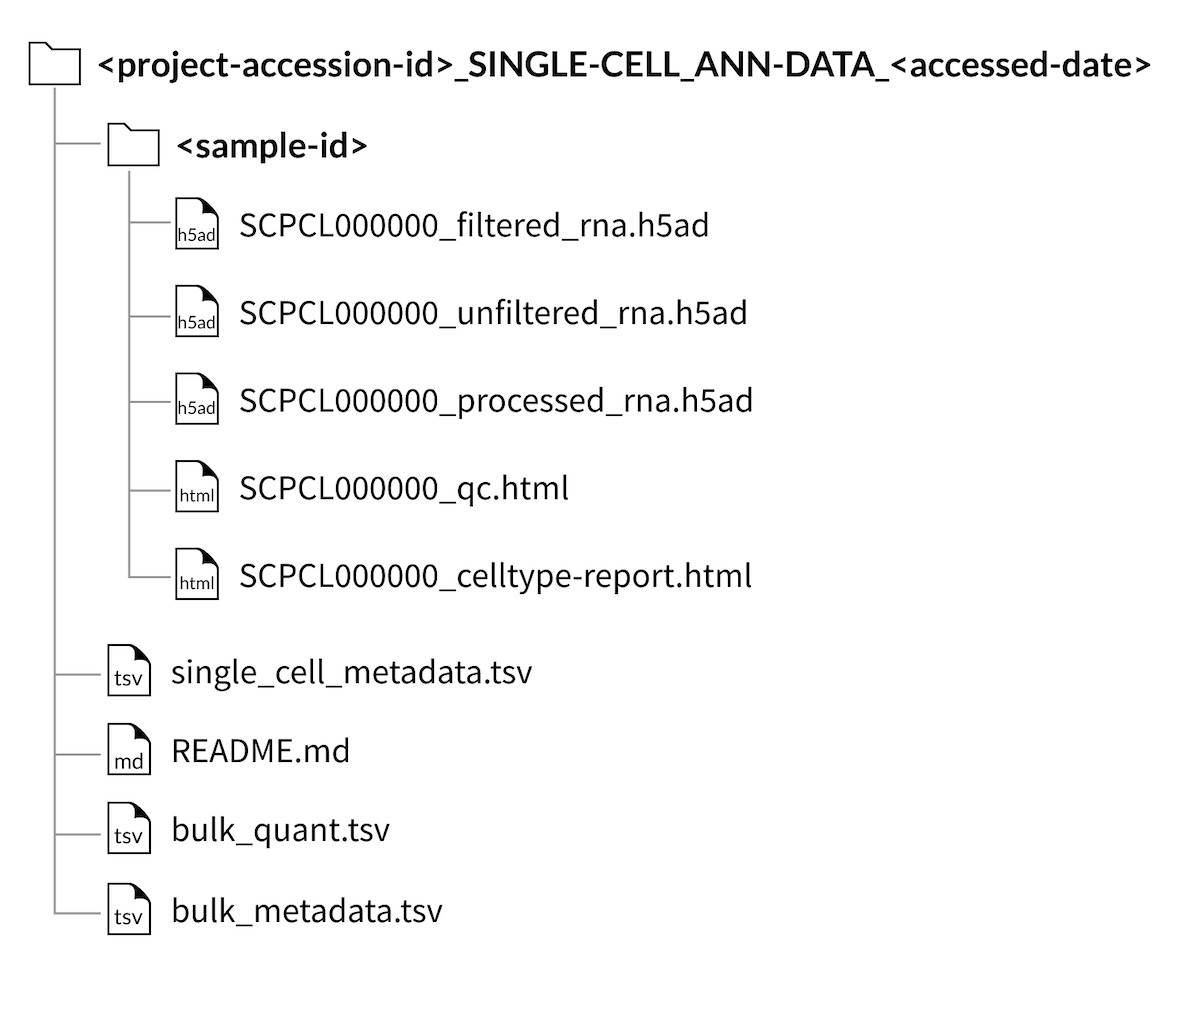 <project-accession-id>_SINGLE-CELL_ANN-DATA_<accessed-date>
<sample-id>
h5ad SCPCL000000_filtered_rna.h5ad
h5ad SCPCL000000_unfiltered_rna.h5ad
h5ad SCPCL000000_processed_rna.h5ad
html SCPCL000000_qc.html
html SCPCL000000_celltype-report.html
tsv single_cell_metadata.tsv
md README.md
tsv bulk_quant.tsv
tsv bulk_metadata.tsv